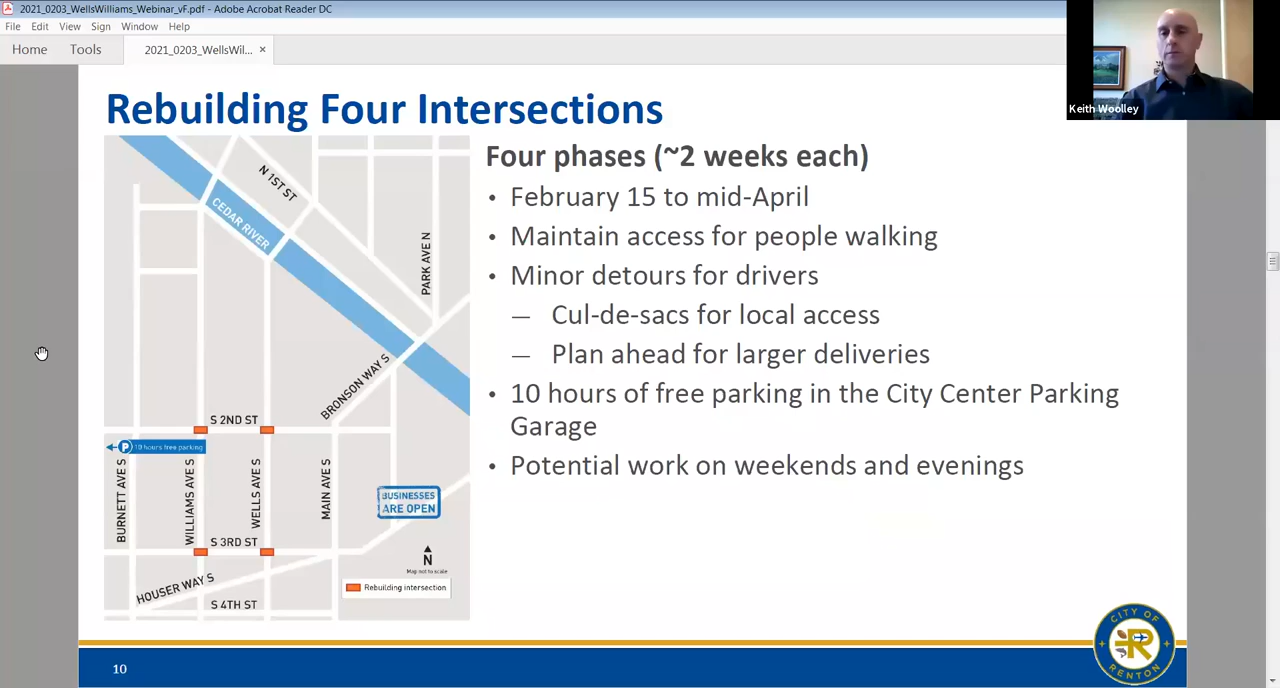 2021_0203_WellsWilliams_Webinar_vF.pdf - Adobe Acrobat Reader DC
File Edit View Sign Window Help
Home Tools 2021_0203_WellsWil... ×
Keith Woolley
Rebuilding Four Intersections
N 1ST ST
CEDAR RIVER
PARK AVE N
BRONSON WAY S
S 2ND ST
P 10 hours free parking
BURNETT AVE S
WILLIAMS AVE S
WELLS AVE S
MAIN AVE S
BUSINESSES
ARE OPEN
S 3RD ST
N
Map not to scale
HOUSER WAY S
Rebuilding intersection
S 4TH ST
Four phases (~2 weeks each)
• February 15 to mid-April
• Maintain access for people walking
• Minor detours for drivers
— Cul-de-sacs for local access
— Plan ahead for larger deliveries
• 10 hours of free parking in the City Center Parking
Garage
• Potential work on weekends and evenings
10
CITY OF
R
RENTON